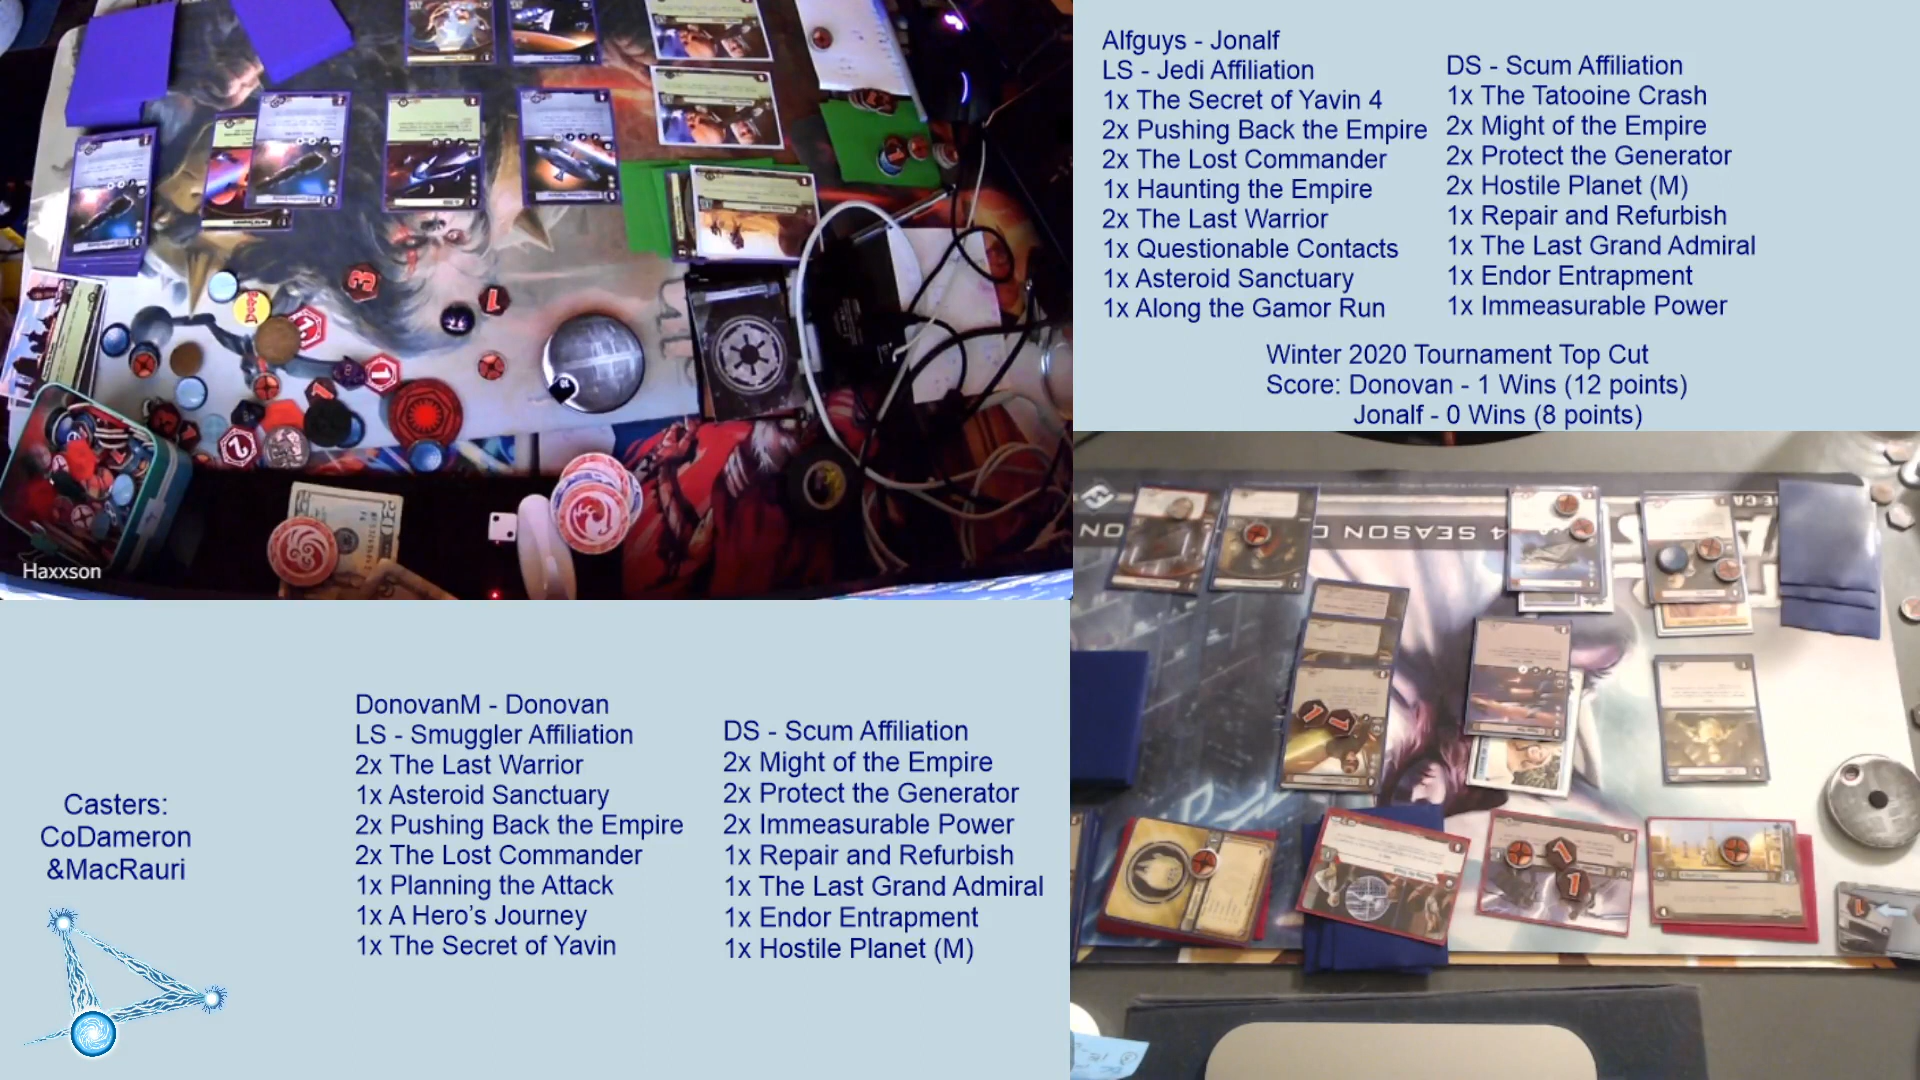 Haxxson
Alfguys - Jonalf
LS - Jedi Affiliation
1x The Secret of Yavin 4
2x Pushing Back the Empire
2x The Lost Commander
1x Haunting the Empire
2x The Last Warrior
1x Questionable Contacts
1x Asteroid Sanctuary
1x Along the Gamor Run
DS - Scum Affiliation
1x The Tatooine Crash
2x Might of the Empire
2x Protect the Generator
2x Hostile Planet (M)
1x Repair and Refurbish
1x The Last Grand Admiral
1x Endor Entrapment
1x Immeasurable Power
Winter 2020 Tournament Top Cut
Score: Donovan - 1 Wins (12 points)
Jonalf - 0 Wins (8 points)
4 SEASON
DonovanM - Donovan
LS - Smuggler Affiliation
2x The Last Warrior
1x Asteroid Sanctuary
2x Pushing Back the Empire
2x The Lost Commander
1x Planning the Attack
1x A Hero's Journey
1x The Secret of Yavin
DS - Scum Affiliation
2x Might of the Empire
2x Protect the Generator
2x Immeasurable Power
1x Repair and Refurbish
1x The Last Grand Admiral
1x Endor Entrapment
1x Hostile Planet (M)
Casters:
CoDameron
&MacRauri